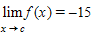 lim f(x) = −15
x→c